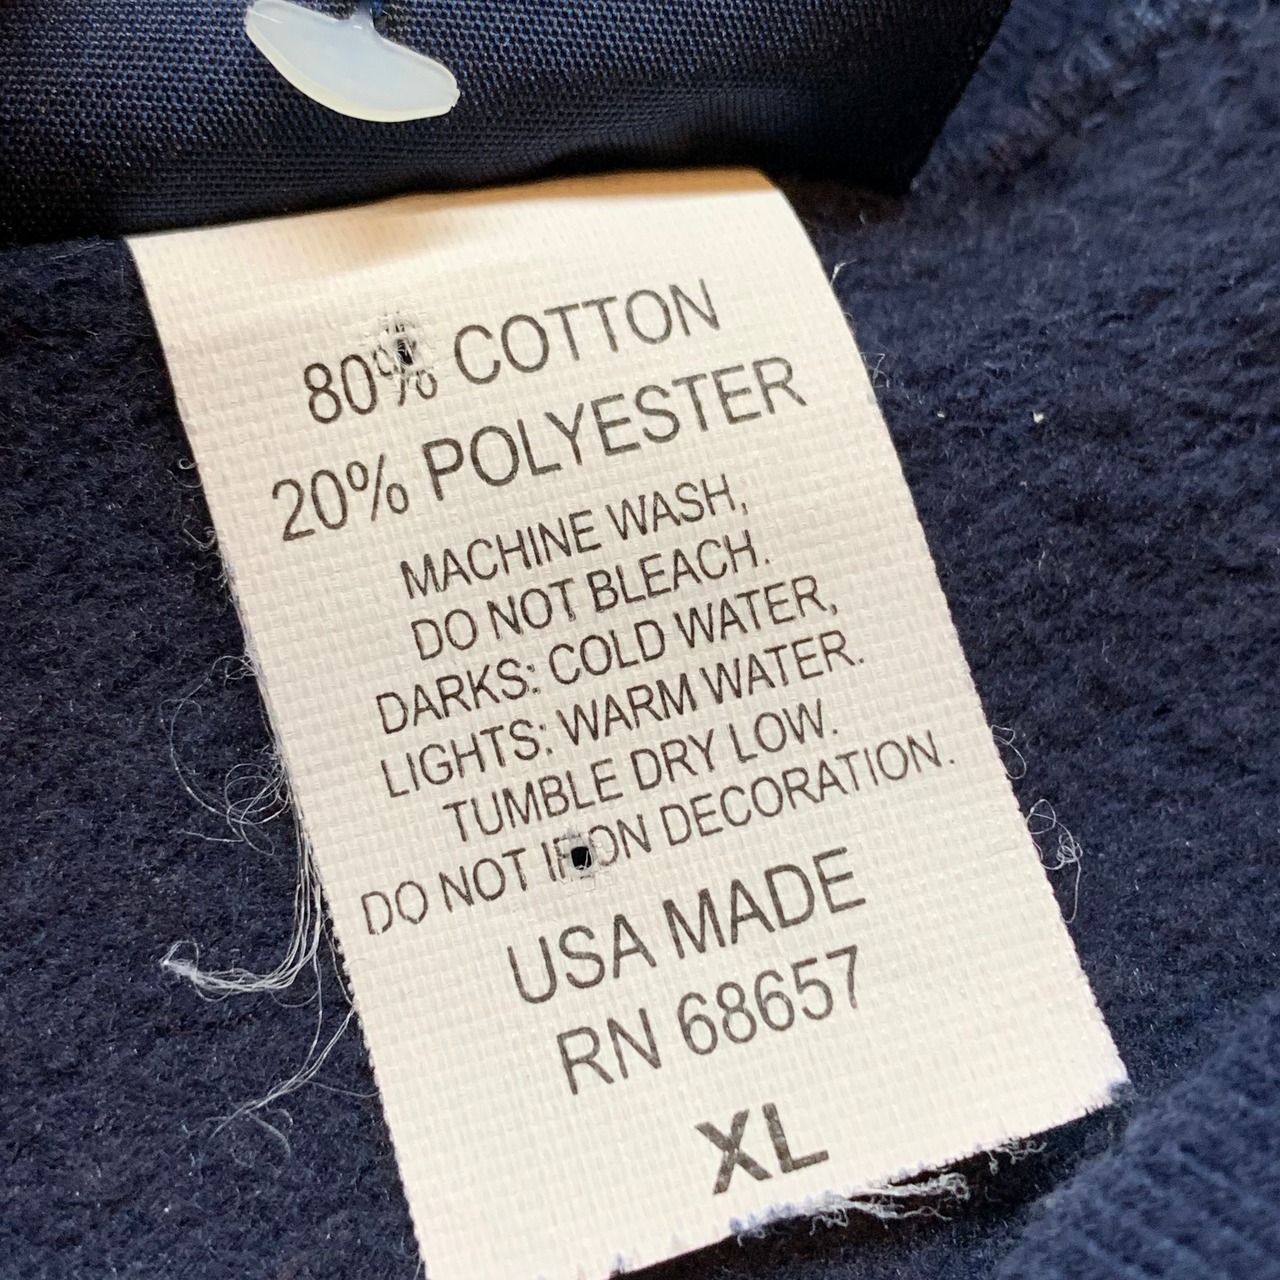 80% COTTON
20% POLYESTER
MACHINE WASH,
DO NOT BLEACH.
DARKS: COLD WATER,
LIGHTS: WARM WATER.
TUMBLE DRY LOW.
DO NOT IRON DECORATION.
USA MADE
RN 68657
XL